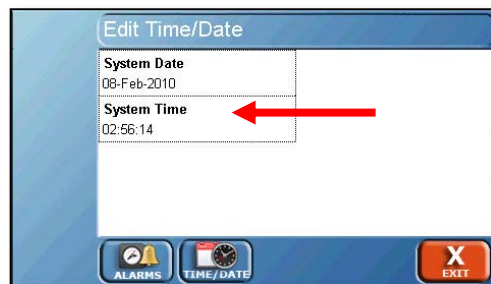 Edit Time/Date
System Date
08-Feb-2010
System Time
02:56:14
ALARMS
TIME/DATE
X
EXIT